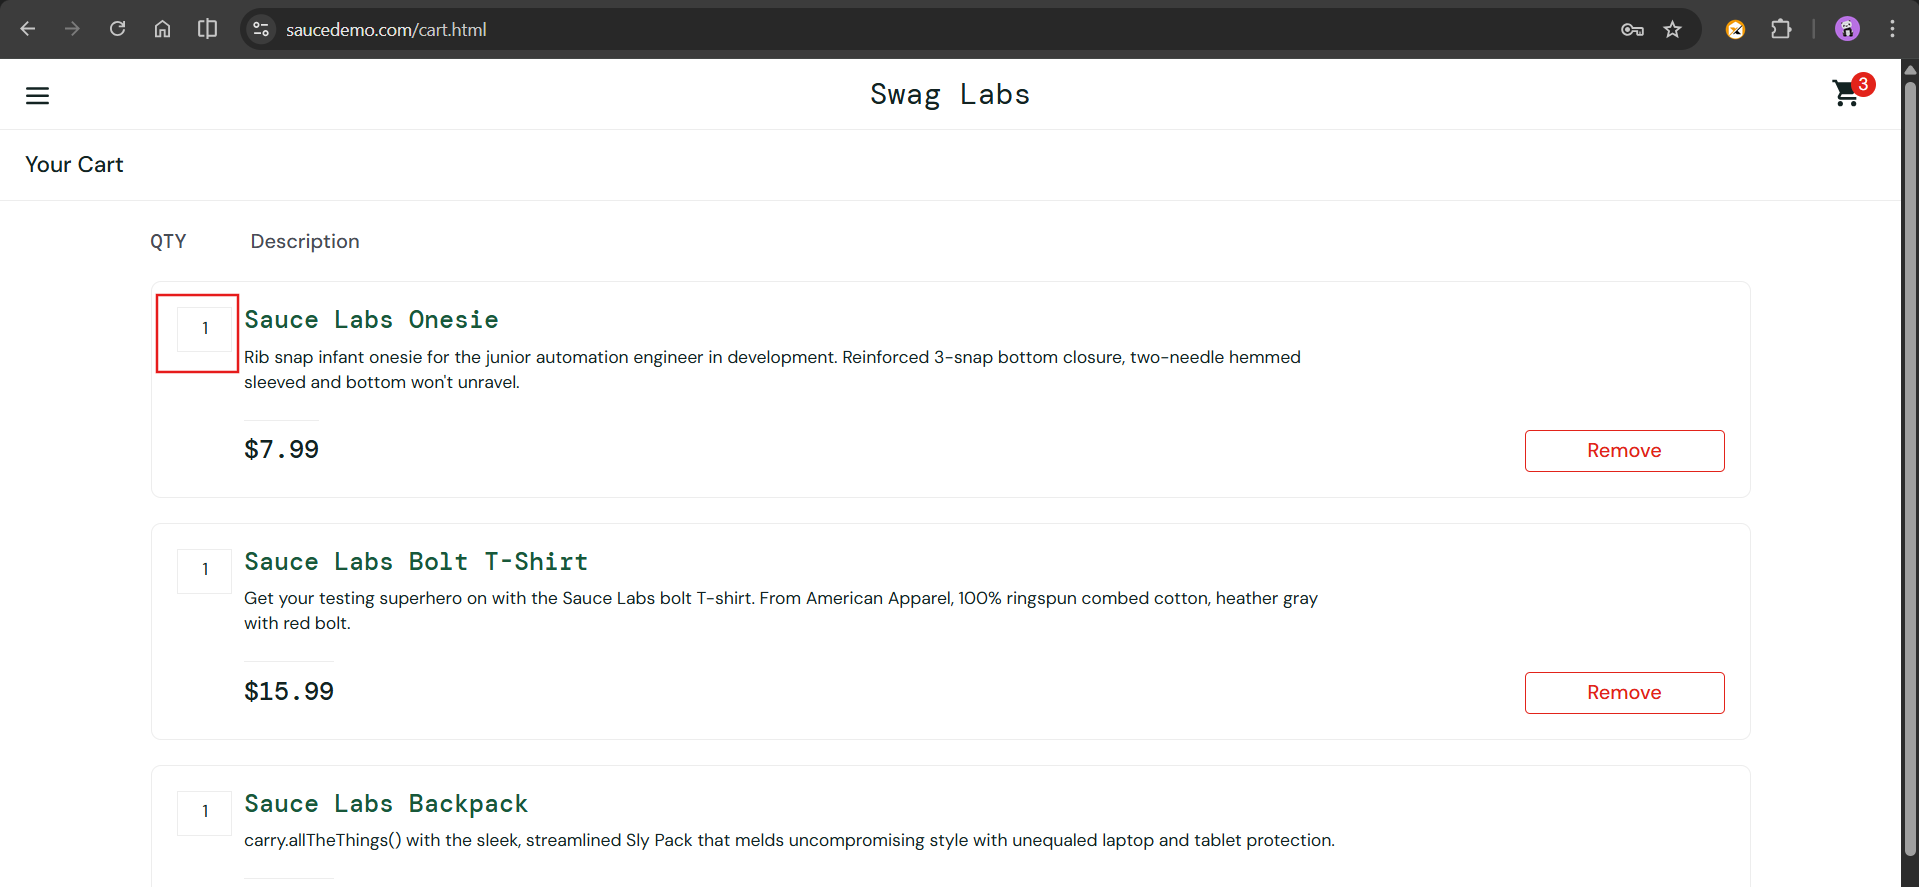 saucedemo.com/cart.html
Swag Labs
3
Your Cart
QTY Description
1
Sauce Labs Onesie
Rib snap infant onesie for the junior automation engineer in development. Reinforced 3-snap bottom closure, two-needle hemmed
sleeved and bottom won't unravel.
$7.99
Remove
1
Sauce Labs Bolt T-Shirt
Get your testing superhero on with the Sauce Labs bolt T-shirt. From American Apparel, 100% ringspun combed cotton, heather gray
with red bolt.
$15.99
Remove
1
Sauce Labs Backpack
carry.allTheThings() with the sleek, streamlined Sly Pack that melds uncompromising style with unequaled laptop and tablet protection.